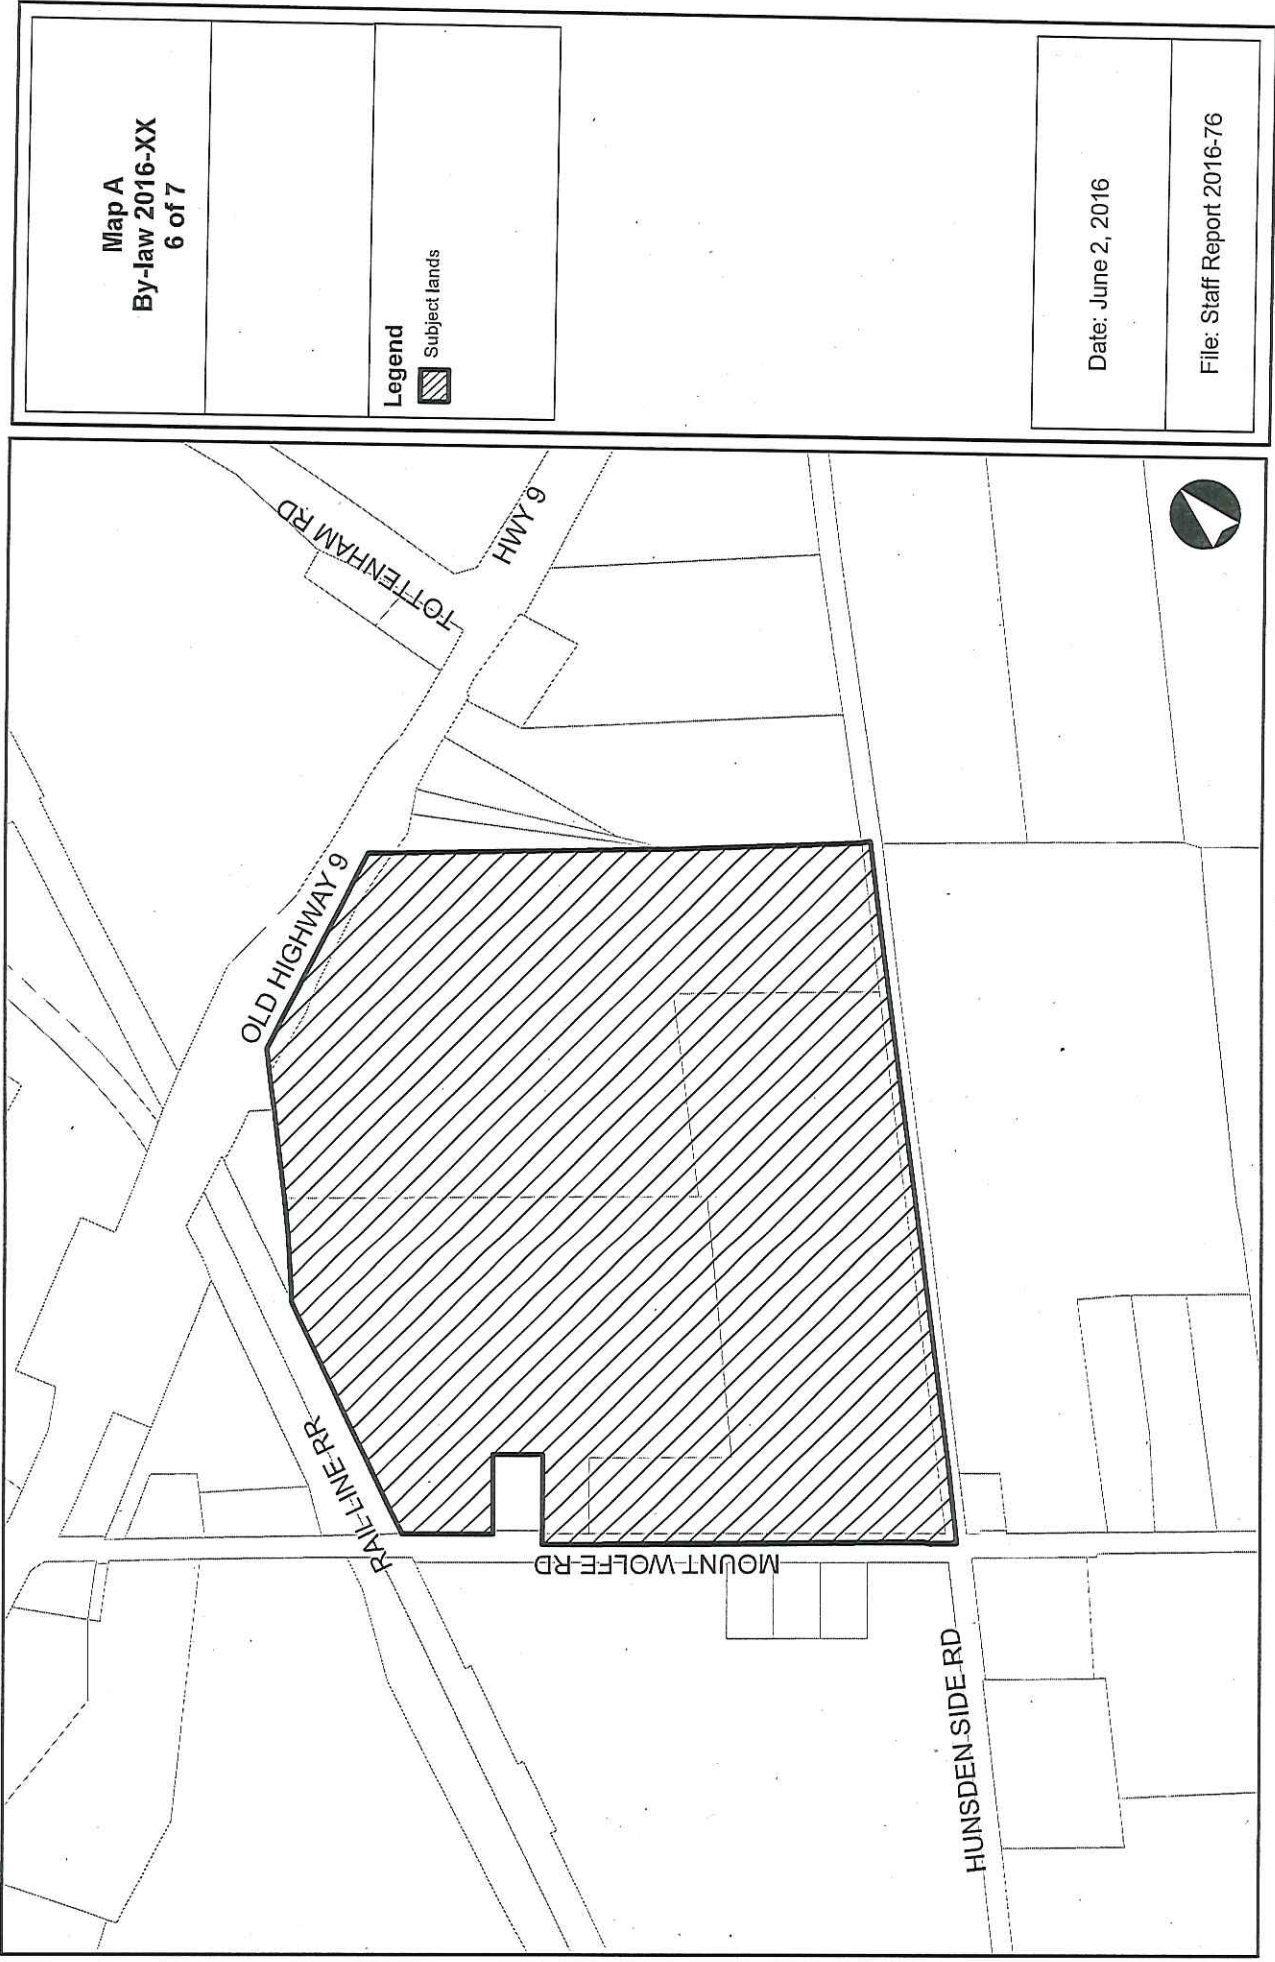 Map A
By-law 2016-XX
6 of 7
Legend
Subject lands
Date: June 2, 2016
File: Staff Report 2016-76
TOTTENHAM RD
HWY 9
OLD HIGHWAY 9
RAIL LINE RR
MOUNT WOLFE RD
HUNSDEN SIDE RD